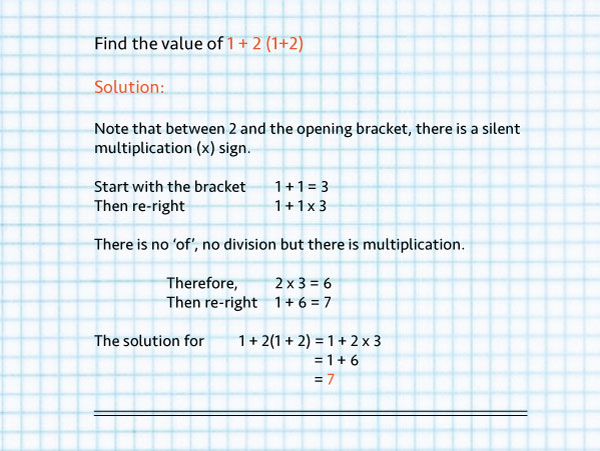 Find the value of 1 + 2 (1+2)
Solution:
Note that between 2 and the opening bracket, there is a silent
multiplication (x) sign.
Start with the bracket 1 + 1 = 3
Then re-right 1 + 1 x 3
There is no ‘of’, no division but there is multiplication.
Therefore, 2 x 3 = 6
Then re-right 1 + 6 = 7
The solution for 1 + 2(1 + 2) = 1 + 2 x 3
= 1 + 6
= 7